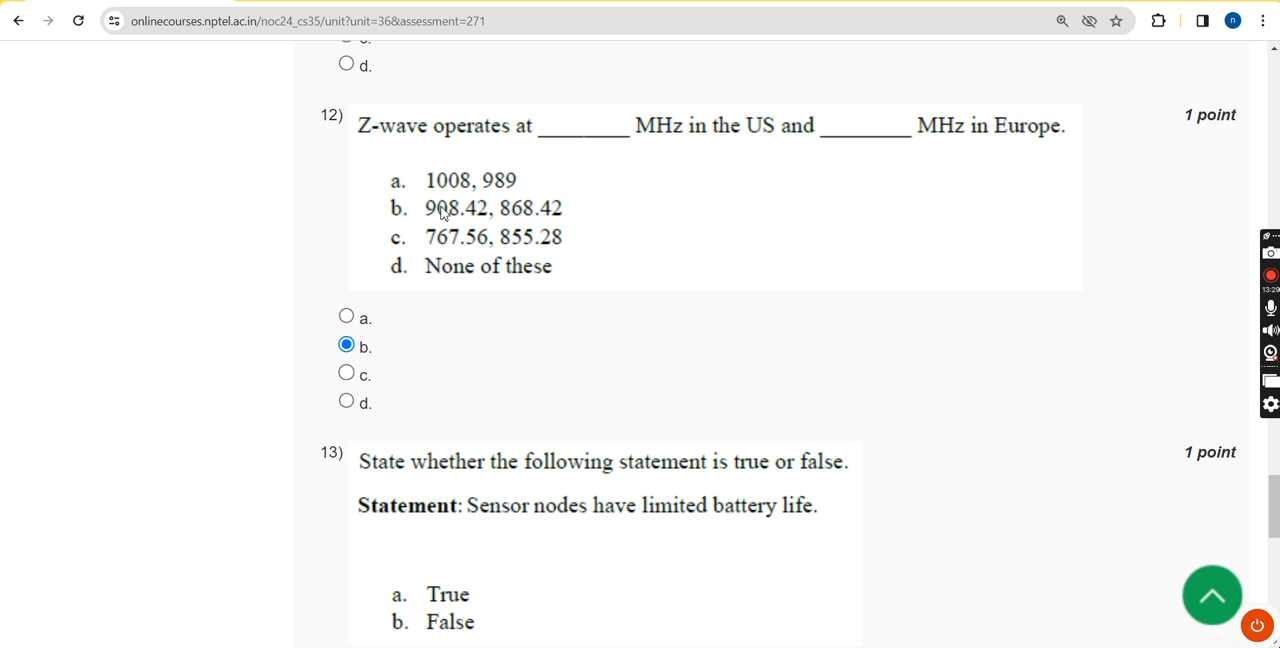 onlinecourses.nptel.ac.in/noc24_cs35/unit?unit=36&assessment=271
n
d.
12) Z-wave operates at ________ MHz in the US and ________ MHz in Europe. 1 point
a. 1008, 989
b. 908.42, 868.42
c. 767.56, 855.28
d. None of these
a.
b.
c.
d.
13) State whether the following statement is true or false. 1 point
Statement: Sensor nodes have limited battery life.
a. True
b. False
13:29